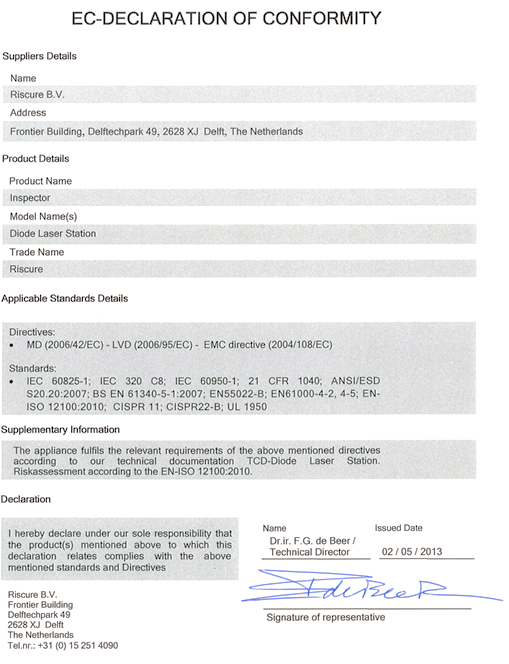 EC-DECLARATION OF CONFORMITY
Suppliers Details
Name
Riscure B.V.
Address
Frontier Building, Delftechpark 49, 2628 XJ Delft, The Netherlands
Product Details
Product Name
Inspector
Model Name(s)
Diode Laser Station
Trade Name
Riscure
Applicable Standards Details
Directives:
• MD (2006/42/EC) - LVD (2006/95/EC) - EMC directive (2004/108/EC)
Standards:
• IEC 60825-1; IEC 320 C8; IEC 60950-1; 21 CFR 1040; ANSI/ESD
S20.20:2007; BS EN 61340-5-1:2007; EN55022-B; EN61000-4-2, 4-5; EN-
ISO 12100:2010; CISPR 11; CISPR22-B; UL 1950
Supplementary Information
The appliance fulfils the relevant requirements of the above mentioned directives
according to our technical documentation TCD-Diode Laser Station.
Riskassessment according to the EN-ISO 12100:2010.
Declaration
I hereby declare under our sole responsibility that
the product(s) mentioned above to which this
declaration relates complies with the above
mentioned standards and Directives
Name
Issued Date
Dr.ir. F.G. de Beer /
Technical Director
02 / 05 / 2013
F de Beer
Signature of representative
Riscure B.V.
Frontier Building
Delftechpark 49
2628 XJ Delft
The Netherlands
Tel.nr.: +31 (0) 15 251 4090